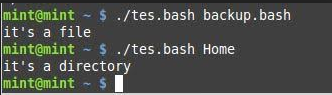 mint@mint ~ $ ./tes.bash backup.bash
it's a file
mint@mint ~ $ ./tes.bash Home
it's a directory
mint@mint ~ $